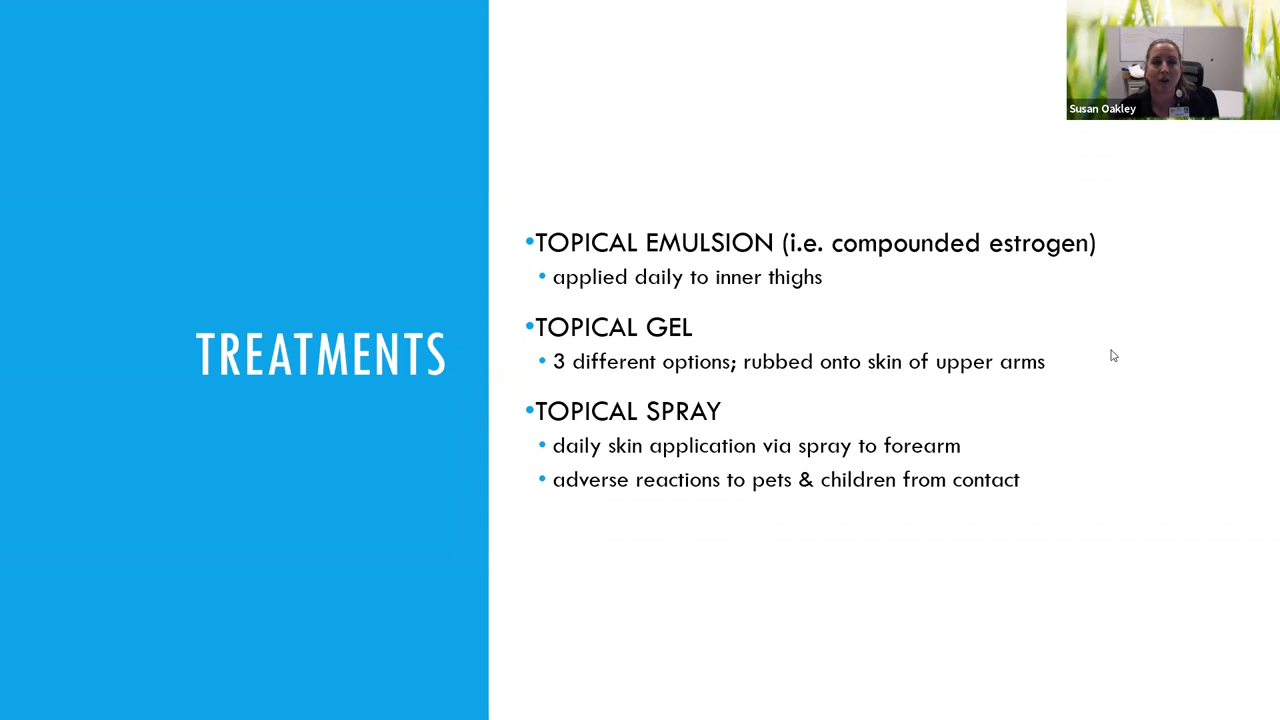 Susan Oakley
TREATMENTS
•TOPICAL EMULSION (i.e. compounded estrogen)
• applied daily to inner thighs
•TOPICAL GEL
• 3 different options; rubbed onto skin of upper arms
•TOPICAL SPRAY
• daily skin application via spray to forearm
• adverse reactions to pets & children from contact